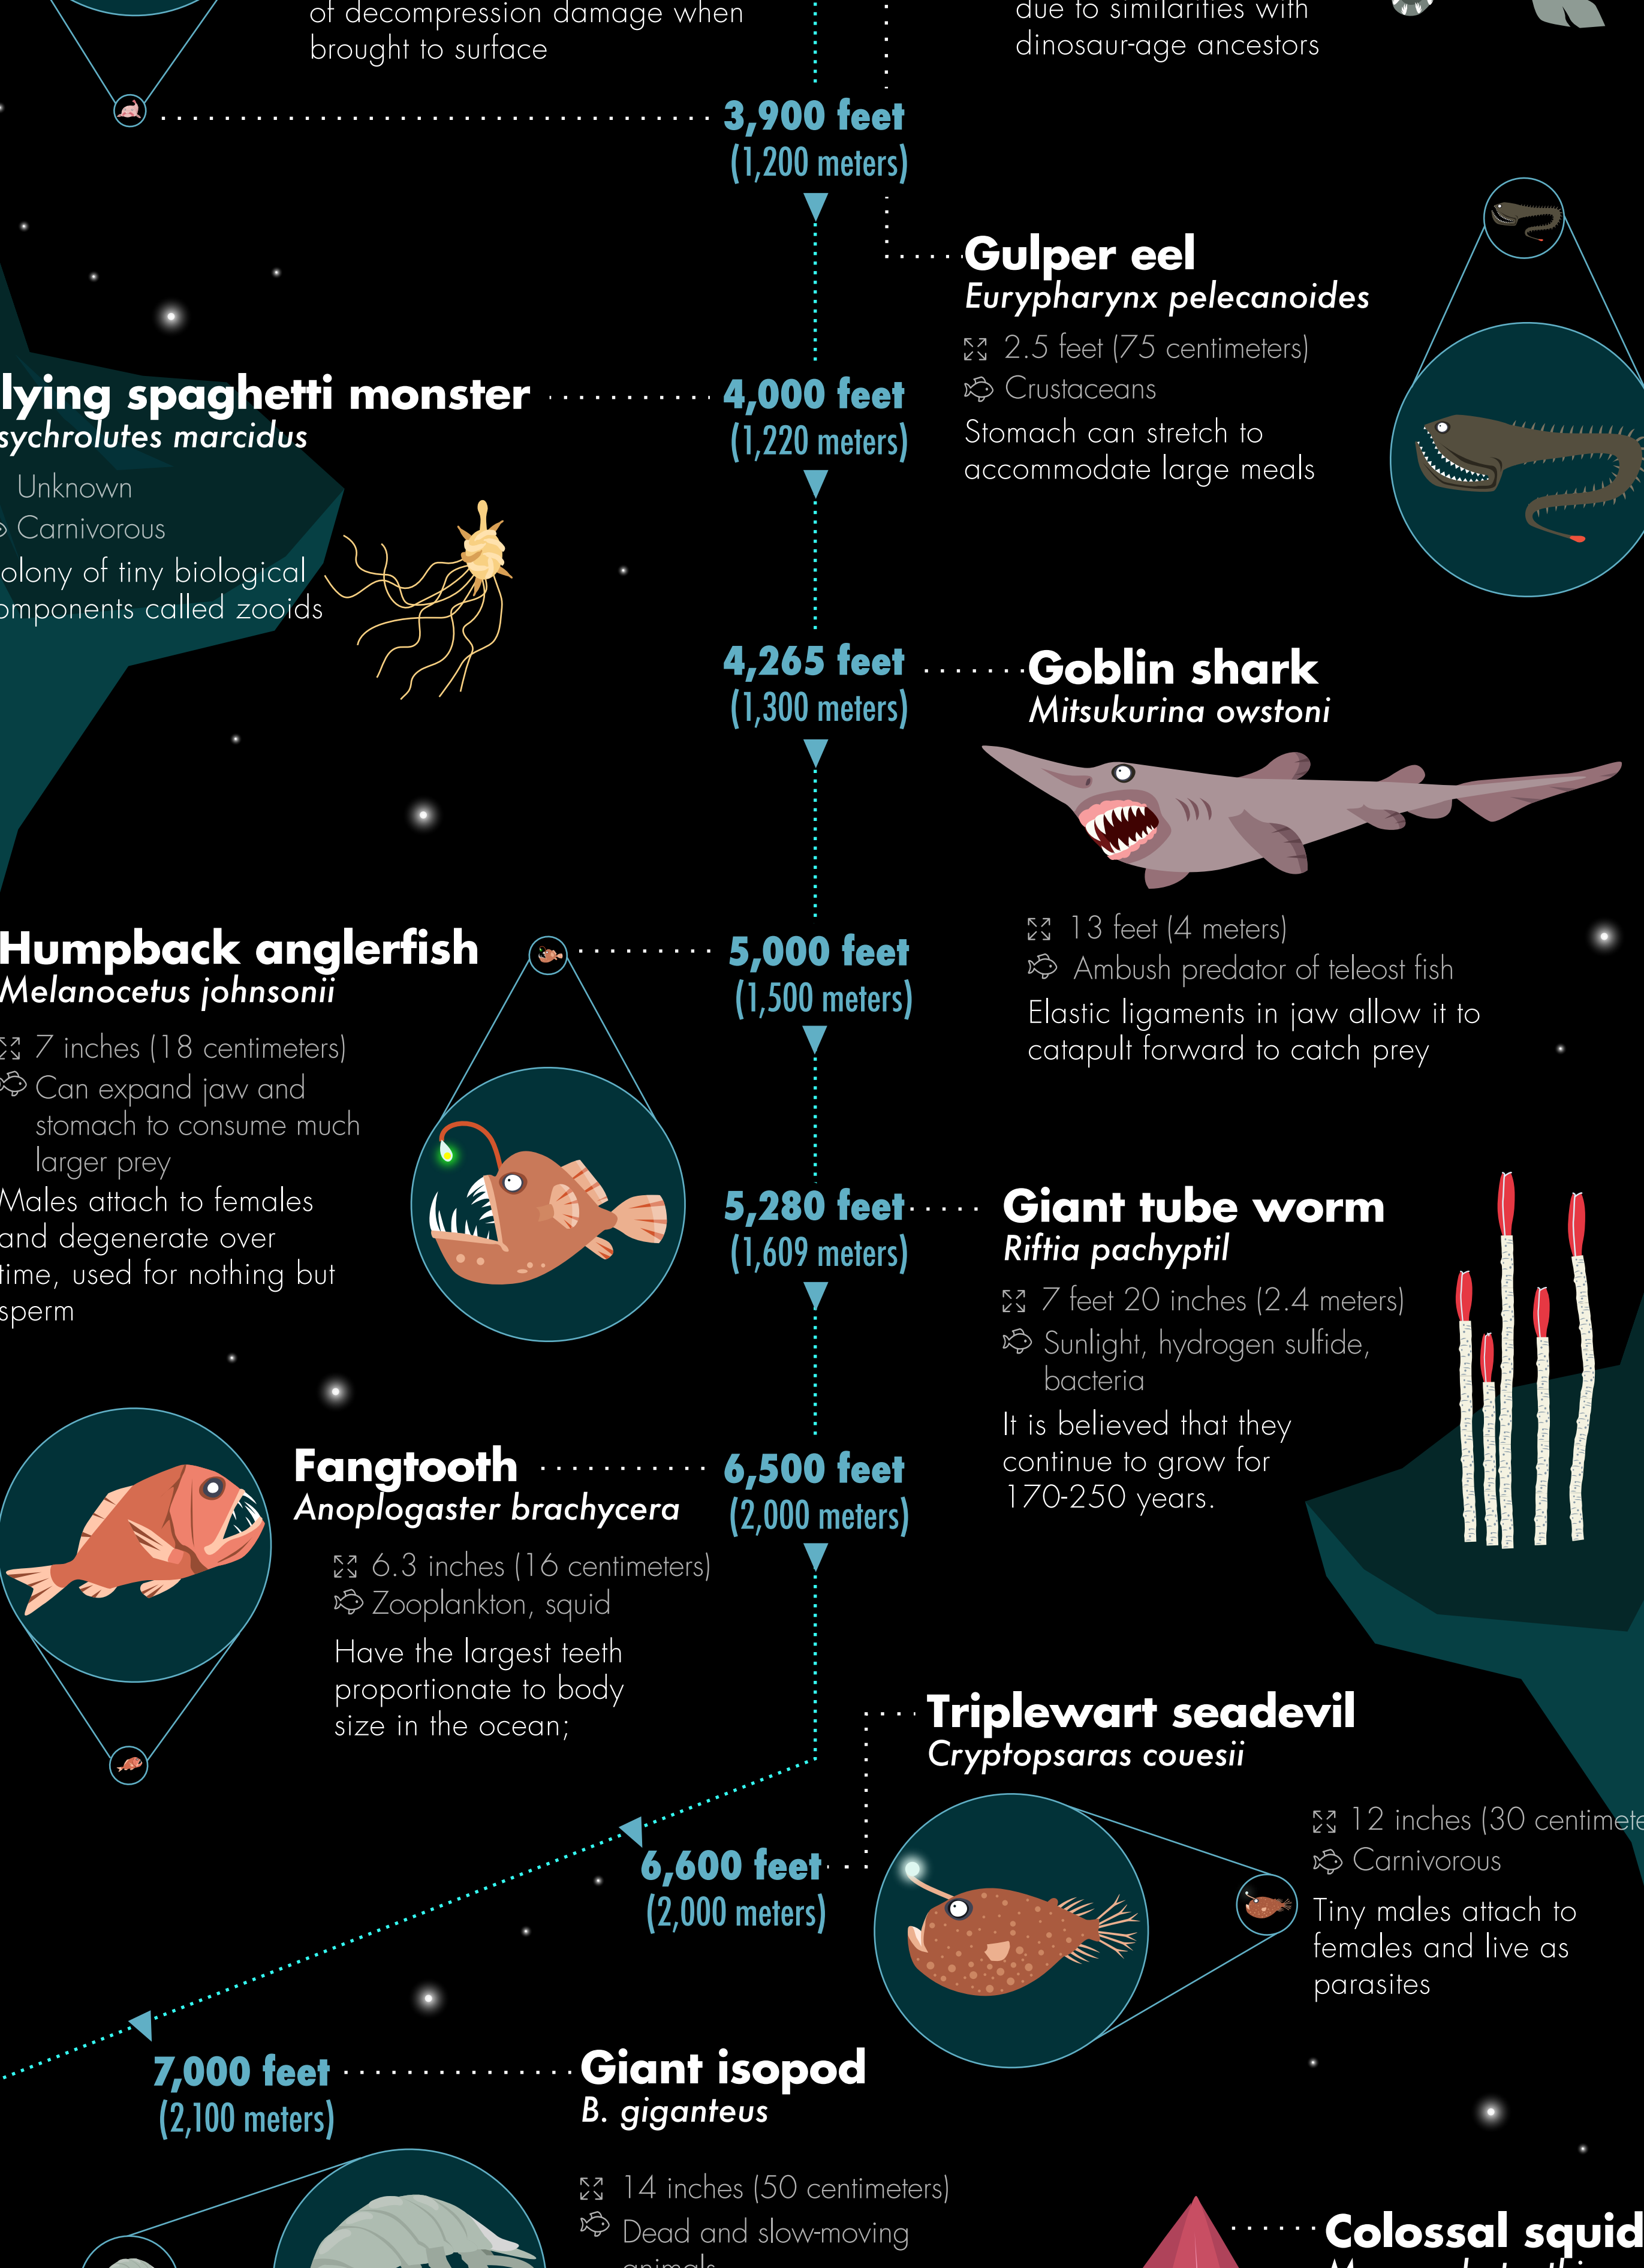 of decompression damage when
brought to surface
due to similarities with
dinosaur-age ancestors
3,900 feet
(1,200 meters)
Gulper eel
Eurypharynx pelecanoides
2.5 feet (75 centimeters)
Crustaceans
Stomach can stretch to
accommodate large meals
lying spaghetti monster
sychrolutes marcidus
Unknown
Carnivorous
olony of tiny biological
omponents called zooids
4,000 feet
(1,220 meters)
4,265 feet
(1,300 meters)
Goblin shark
Mitsukurina owstoni
13 feet (4 meters)
Ambush predator of teleost fish
Elastic ligaments in jaw allow it to
catapult forward to catch prey
Humpback anglerfish
Melanocetus johnsonii
7 inches (18 centimeters)
Can expand jaw and
stomach to consume much
larger prey
Males attach to females
and degenerate over
time, used for nothing but
sperm
5,000 feet
(1,500 meters)
5,280 feet
(1,609 meters)
Giant tube worm
Riftia pachyptil
7 feet 20 inches (2.4 meters)
Sunlight, hydrogen sulfide,
bacteria
It is believed that they
continue to grow for
170-250 years.
Fangtooth
Anoplogaster brachycera
6.3 inches (16 centimeters)
Zooplankton, squid
Have the largest teeth
proportionate to body
size in the ocean;
6,500 feet
(2,000 meters)
Triplewart seadevil
Cryptopsaras couesii
12 inches (30 centimete
Carnivorous
Tiny males attach to
females and live as
parasites
6,600 feet
(2,000 meters)
7,000 feet
(2,100 meters)
Giant isopod
B. giganteus
14 inches (50 centimeters)
Dead and slow-moving
animals
Colossal squid